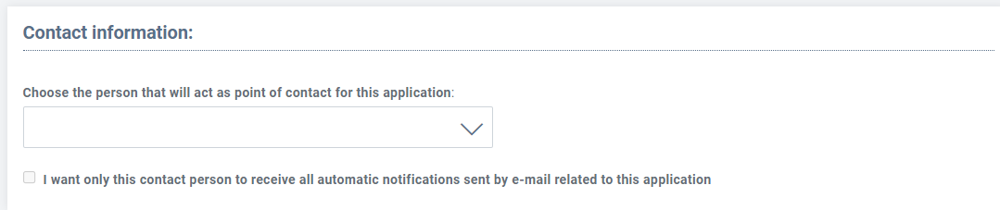 Contact information:
Choose the person that will act as point of contact for this application:
I want only this contact person to receive all automatic notifications sent by e-mail related to this application